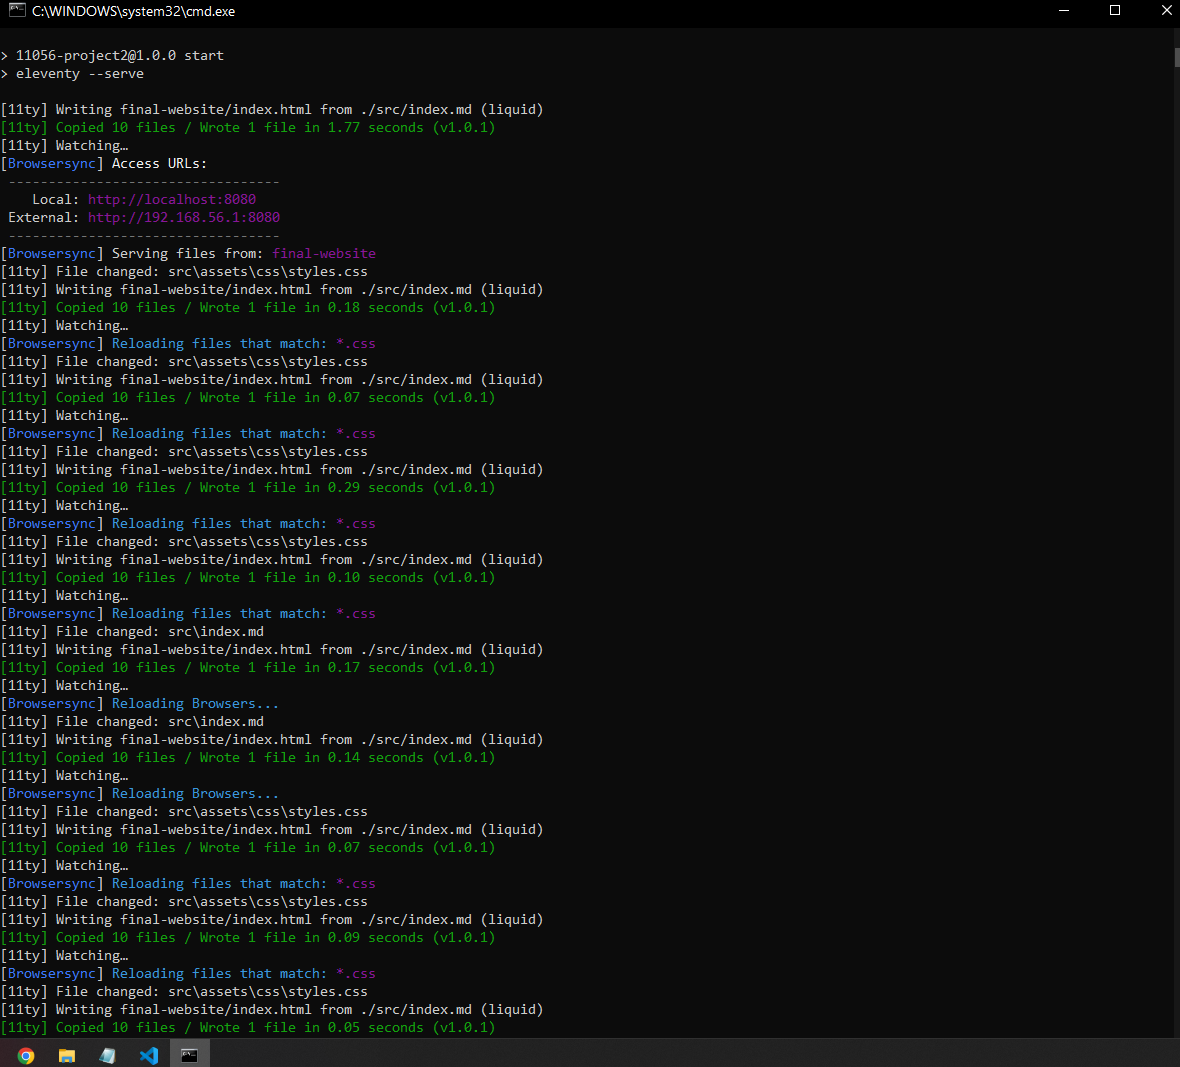 C:\WINDOWS\system32\cmd.exe
> 11056-project2@1.0.0 start
> eleventy --serve
[11ty] Writing final-website/index.html from ./src/index.md (liquid)
[11ty] Copied 10 files / Wrote 1 file in 1.77 seconds (v1.0.1)
[11ty] Watching…
[Browsersync] Access URLs:
----------------------------------
Local: http://localhost:8080
External: http://192.168.56.1:8080
----------------------------------
[Browsersync] Serving files from: final-website
[11ty] File changed: src\assets\css\styles.css
[11ty] Writing final-website/index.html from ./src/index.md (liquid)
[11ty] Copied 10 files / Wrote 1 file in 0.18 seconds (v1.0.1)
[11ty] Watching…
[Browsersync] Reloading files that match: *.css
[11ty] File changed: src\assets\css\styles.css
[11ty] Writing final-website/index.html from ./src/index.md (liquid)
[11ty] Copied 10 files / Wrote 1 file in 0.07 seconds (v1.0.1)
[11ty] Watching…
[Browsersync] Reloading files that match: *.css
[11ty] File changed: src\assets\css\styles.css
[11ty] Writing final-website/index.html from ./src/index.md (liquid)
[11ty] Copied 10 files / Wrote 1 file in 0.29 seconds (v1.0.1)
[11ty] Watching…
[Browsersync] Reloading files that match: *.css
[11ty] File changed: src\assets\css\styles.css
[11ty] Writing final-website/index.html from ./src/index.md (liquid)
[11ty] Copied 10 files / Wrote 1 file in 0.10 seconds (v1.0.1)
[11ty] Watching…
[Browsersync] Reloading files that match: *.css
[11ty] File changed: src\index.md
[11ty] Writing final-website/index.html from ./src/index.md (liquid)
[11ty] Copied 10 files / Wrote 1 file in 0.17 seconds (v1.0.1)
[11ty] Watching…
[Browsersync] Reloading Browsers...
[11ty] File changed: src\index.md
[11ty] Writing final-website/index.html from ./src/index.md (liquid)
[11ty] Copied 10 files / Wrote 1 file in 0.14 seconds (v1.0.1)
[11ty] Watching…
[Browsersync] Reloading Browsers...
[11ty] File changed: src\assets\css\styles.css
[11ty] Writing final-website/index.html from ./src/index.md (liquid)
[11ty] Copied 10 files / Wrote 1 file in 0.07 seconds (v1.0.1)
[11ty] Watching…
[Browsersync] Reloading files that match: *.css
[11ty] File changed: src\assets\css\styles.css
[11ty] Writing final-website/index.html from ./src/index.md (liquid)
[11ty] Copied 10 files / Wrote 1 file in 0.09 seconds (v1.0.1)
[11ty] Watching…
[Browsersync] Reloading files that match: *.css
[11ty] File changed: src\assets\css\styles.css
[11ty] Writing final-website/index.html from ./src/index.md (liquid)
[11ty] Copied 10 files / Wrote 1 file in 0.05 seconds (v1.0.1)